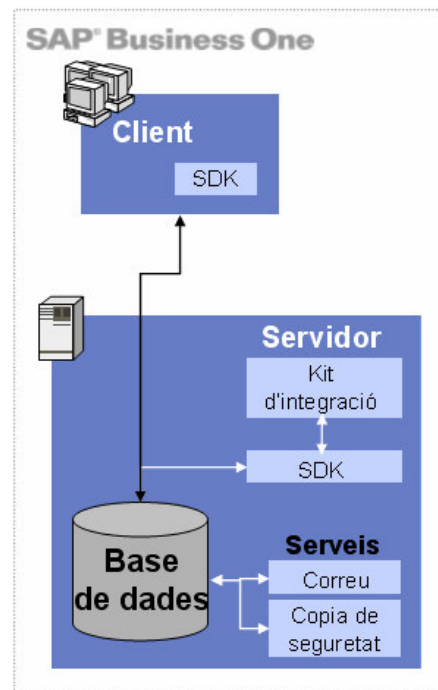 SAP® Business One
Client
SDK
Servidor
Kit
d'integració
SDK
Base
de dades
Serveis
Correu
Copia de
seguretat